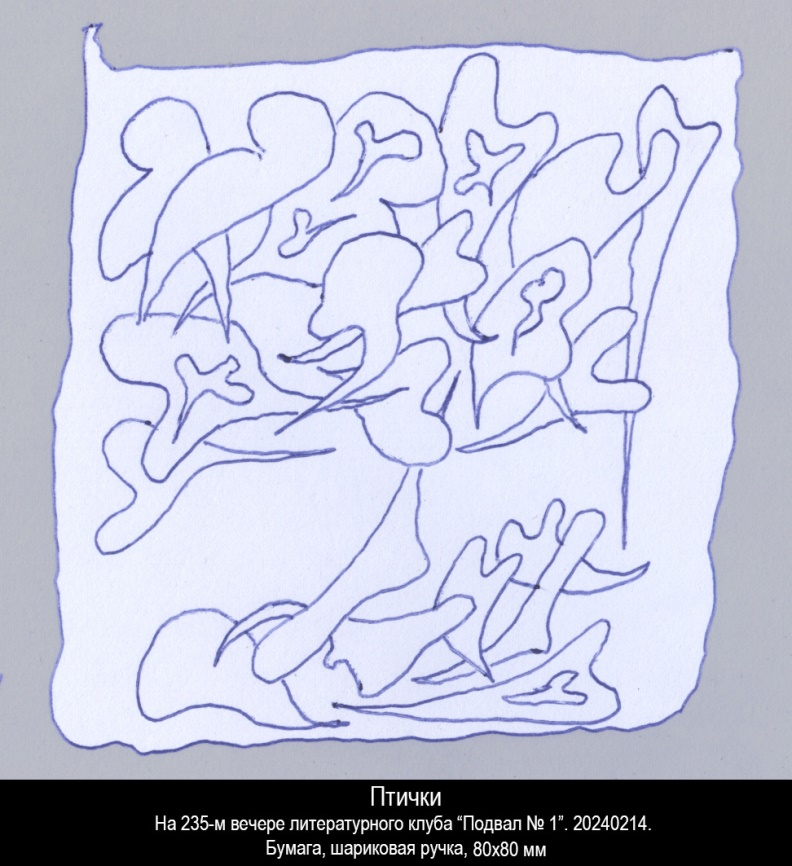 Птички
На 235-м вечере литературного клуба “Подвал № 1”. 20240214.
Бумага, шариковая ручка, 80х80 мм